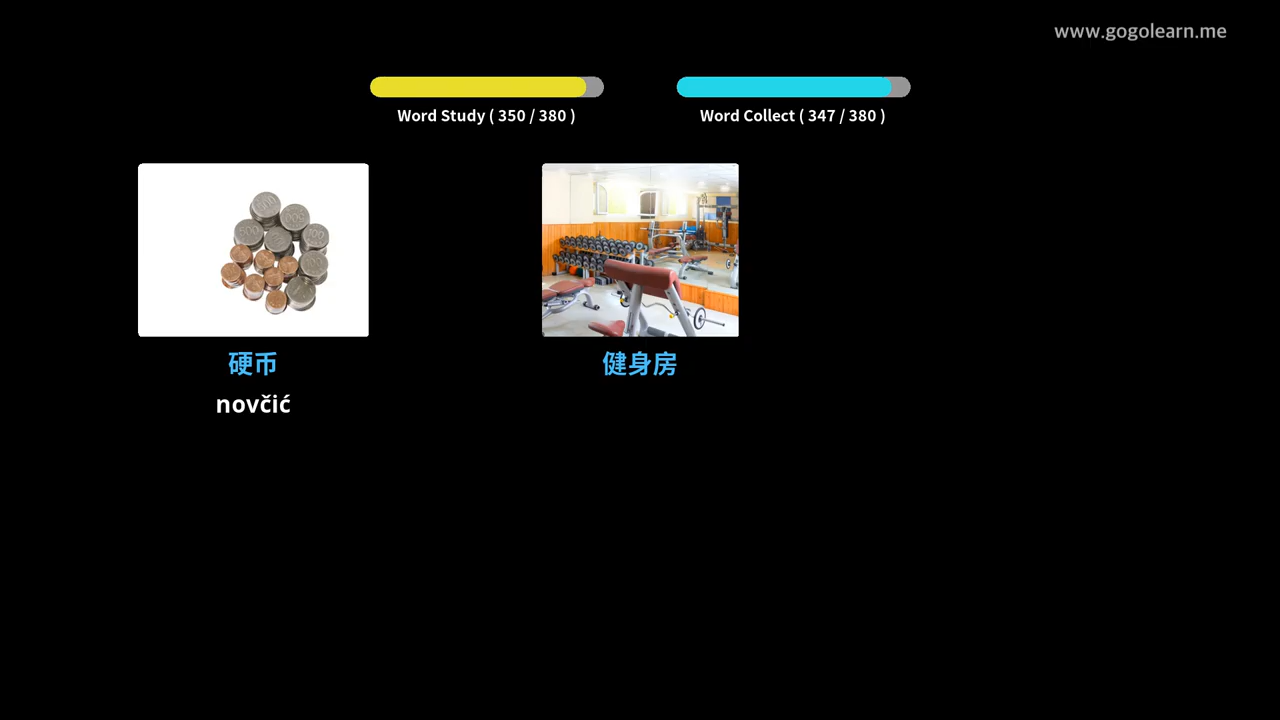 www.gogolearn.me
Word Study ( 350 / 380 )
Word Collect ( 347 / 380 )
硬币
novčić
健身房